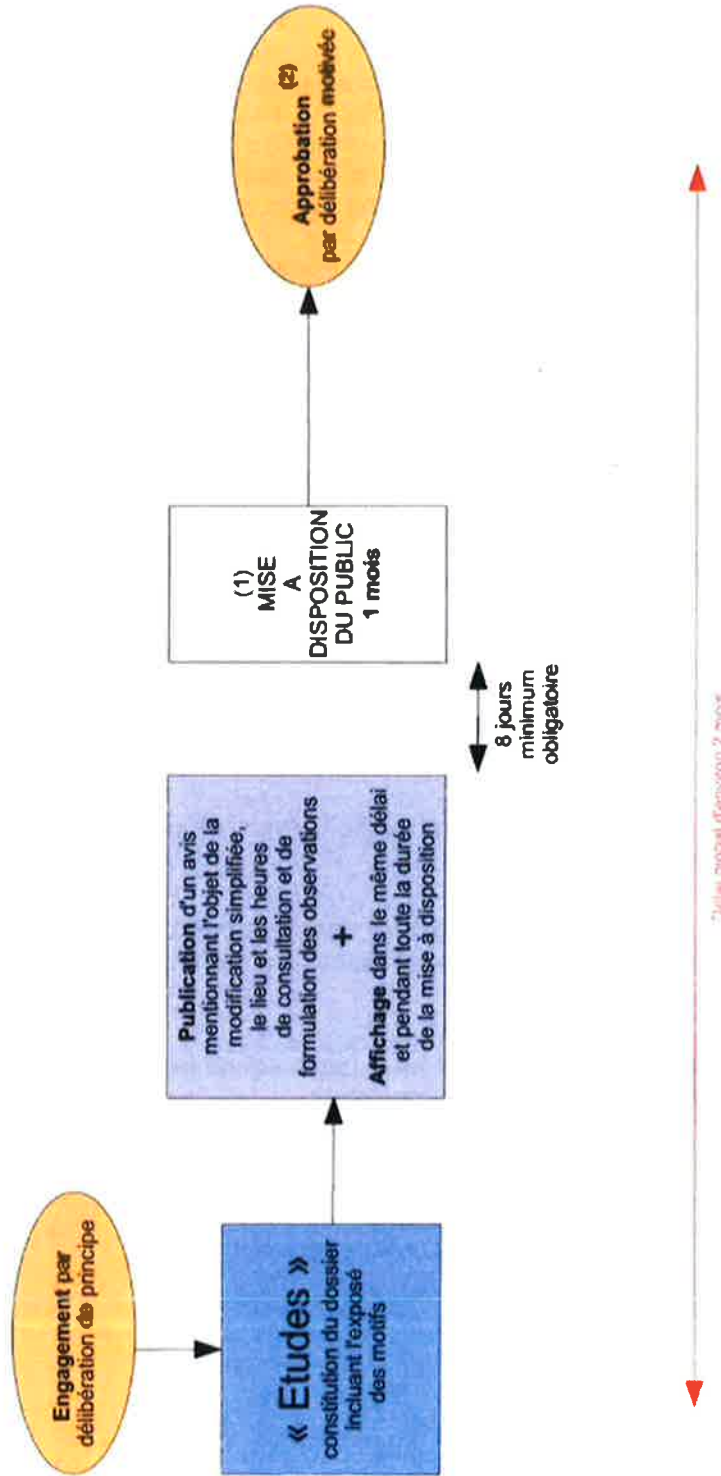 Engagement par
délibération de principe
« Etudes »
constitution du dossier
incluant l'exposé
des motifs
Publication d'un avis
mentionnant l'objet de la
modification simplifiée,
le lieu et les heures
de consultation et de
formulation des observations
+
Affichage dans le même délai
et pendant toute la durée
de la mise à disposition
8 jours
minimum
obligatoire
(1)
MISE
A
DISPOSITION
DU PUBLIC
1 mois
Approbation (2)
par délibération motivée
d'environ 2 mois